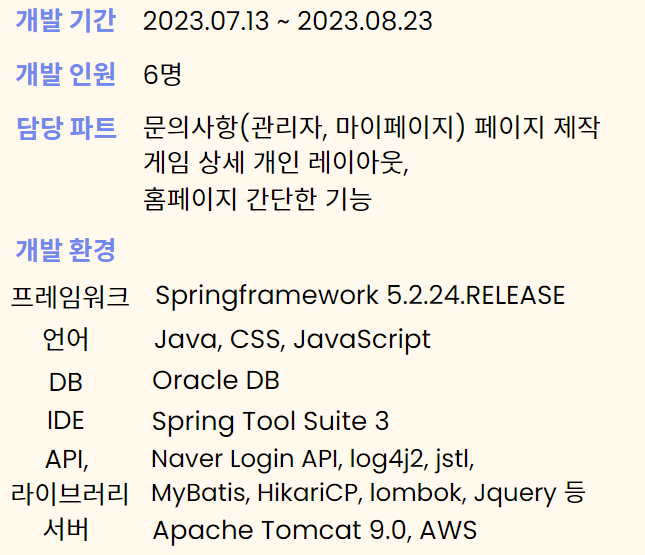 개발 기간 2023.07.13 ~ 2023.08.23
개발 인원 6명
담당 파트 문의사항(관리자, 마이페이지) 페이지 제작
게임 상세 개인 레이아웃,
홈페이지 간단한 기능
개발 환경
프레임워크 Springframework 5.2.24.RELEASE
언어 Java, CSS, JavaScript
DB Oracle DB
IDE Spring Tool Suite 3
API, Naver Login API, log4j2, jstl,
라이브러리 MyBatis, HikariCP, lombok, Jquery 등
서버 Apache Tomcat 9.0, AWS